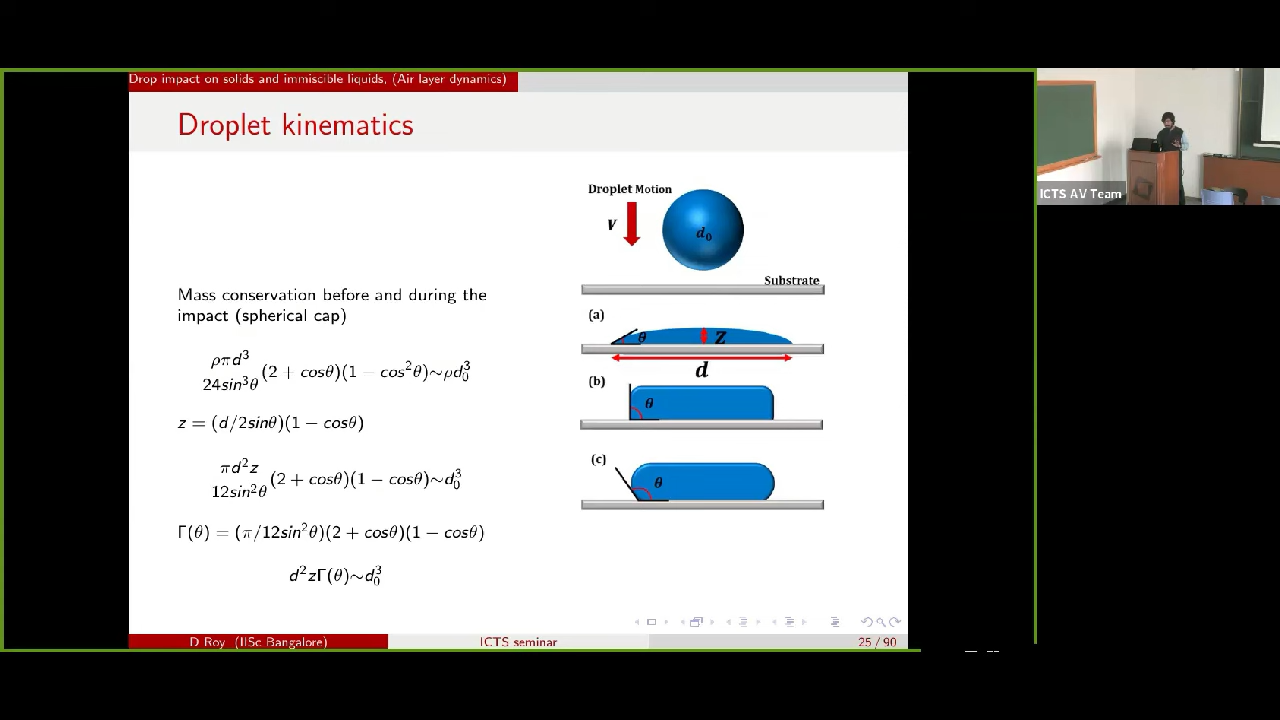 Drop impact on solids and immiscible liquids, (Air layer dynamics)
Droplet kinematics
Mass conservation before and during the
impact (spherical cap)
ρπd³/24sin³θ (2 + cosθ)(1 − cos²θ)~ρd₀³
z = (d/2sinθ)(1 − cosθ)
πd²z/12sin²θ (2 + cosθ)(1 − cosθ)~d₀³
Γ(θ) = (π/12sin²θ)(2 + cosθ)(1 − cosθ)
d²zΓ(θ)~d₀³
Droplet Motion
V
d₀
Substrate
(a)
θ
Z
d
(b)
θ
(c)
θ
D Roy (IISc Bangalore)
ICTS seminar
25 / 90
ICTS AV Team